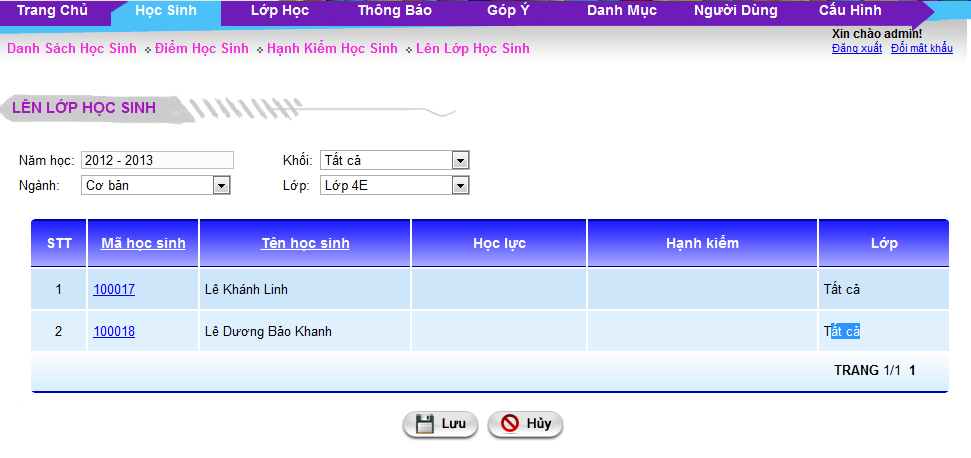 Trang Chủ Học Sinh Lớp Học Thông Báo Góp Ý Danh Mục Người Dùng Cấu Hình
Xin chào admin!
Danh Sách Học Sinh Điểm Học Sinh Hạnh Kiểm Học Sinh Lên Lớp Học Sinh
Đăng xuất Đổi mật khẩu
LÊN LỚP HỌC SINH
Năm học: 2012 - 2013 Khối: Tất cả
Ngành: Cơ bản Lớp: Lớp 4E
STT Mã học sinh Tên học sinh Học lực Hạnh kiểm Lớp
1 100017 Lê Khánh Linh Tất cả
2 100018 Lê Dương Bảo Khanh Tất cả
TRANG 1/1 1
Lưu Hủy